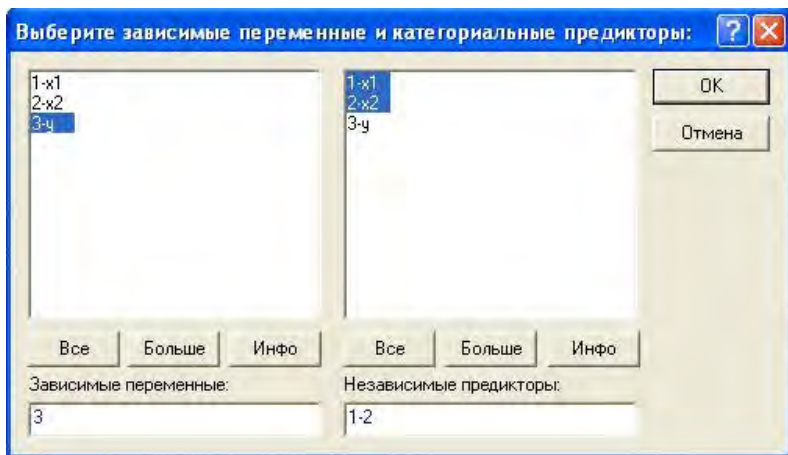 Выберите зависимые переменные и категориальные предикторы:
1-x1
2-x2
3-y
1-x1
2-x2
3-y
OK
Отмена
Все Больше Инфо
Все Больше Инфо
Зависимые переменные:
3
Независимые предикторы:
1-2